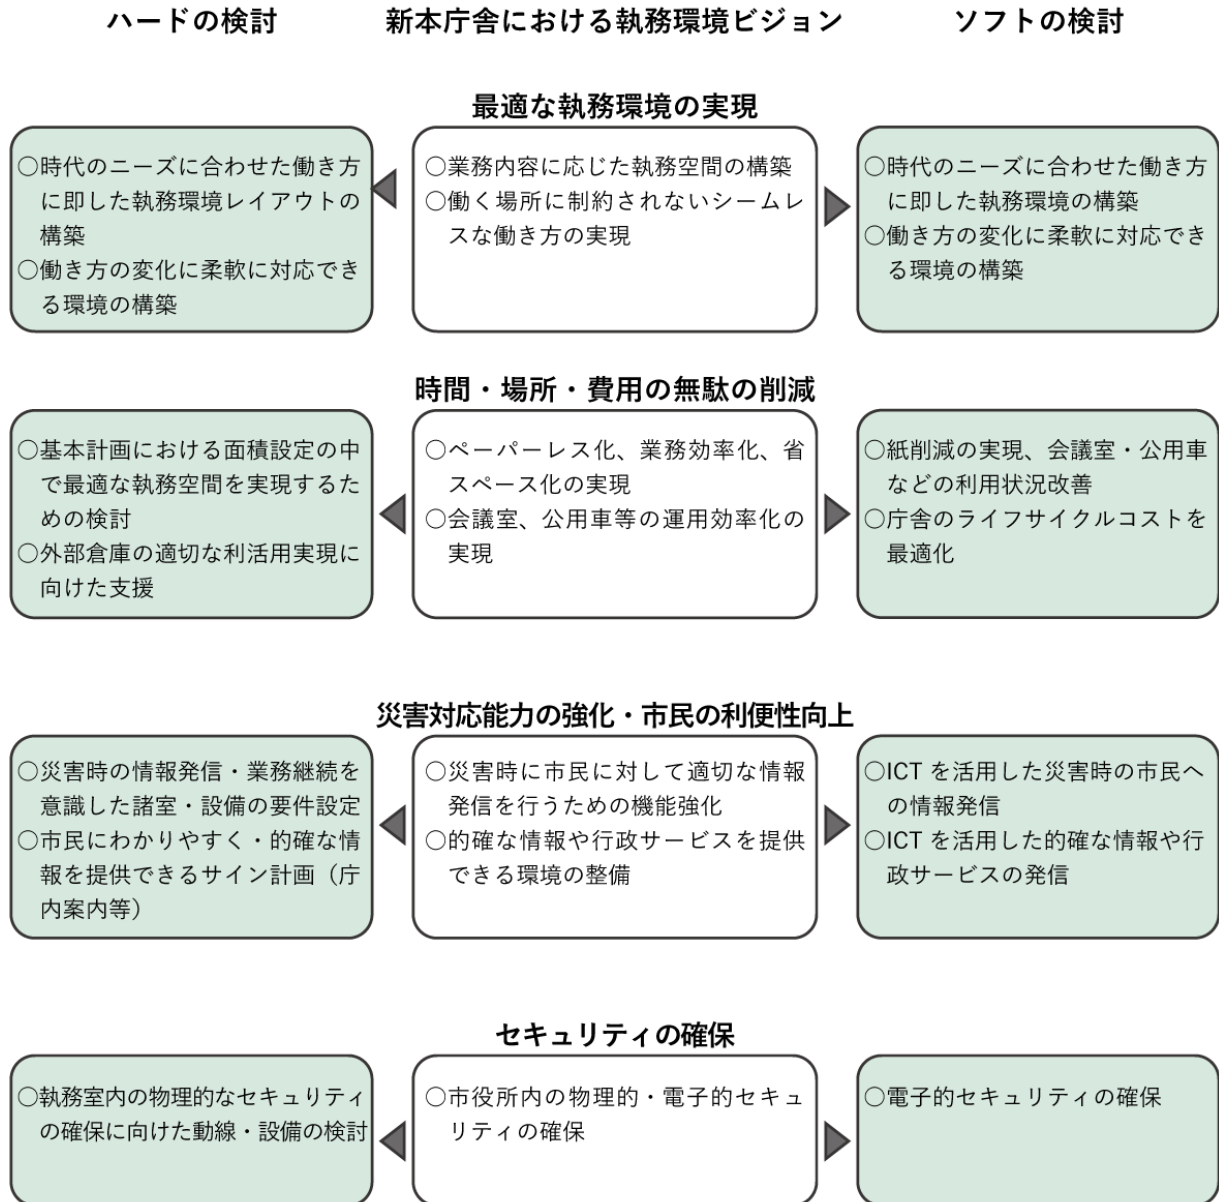 ハードの検討
新本庁舎における執務環境ビジョン
ソフトの検討
最適な執務環境の実現
○時代のニーズに合わせた働き方
に即した執務環境レイアウトの
構築
○働き方の変化に柔軟に対応でき
る環境の構築
○業務内容に応じた執務空間の構築
○働く場所に制約されないシームレ
スな働き方の実現
○時代のニーズに合わせた働き方
に即した執務環境の構築
○働き方の変化に柔軟に対応でき
る環境の構築
時間・場所・費用の無駄の削減
○基本計画における面積設定の中
で最適な執務空間を実現するた
めの検討
○外部倉庫の適切な利活用実現に
向けた支援
○ペーパーレス化、業務効率化、省
スペース化の実現
○会議室、公用車等の運用効率化の
実現
○紙削減の実現、会議室・公用車
などの利用状況改善
○庁舎のライフサイクルコストを
最適化
災害対応能力の強化・市民の利便性向上
○災害時の情報発信・業務継続を
意識した諸室・設備の要件設定
○市民にわかりやすく・的確な情
報を提供できるサイン計画（庁
内案内等）
○災害時に市民に対して適切な情報
発信を行うための機能強化
○的確な情報や行政サービスを提供
できる環境の整備
○ICT を活用した災害時の市民へ
の情報発信
○ICT を活用した的確な情報や行
政サービスの発信
セキュリティの確保
○執務室内の物理的なセキュリティ
の確保に向けた動線・設備の検討
○市役所内の物理的・電子的セキュ
リティの確保
○電子的セキュリティの確保